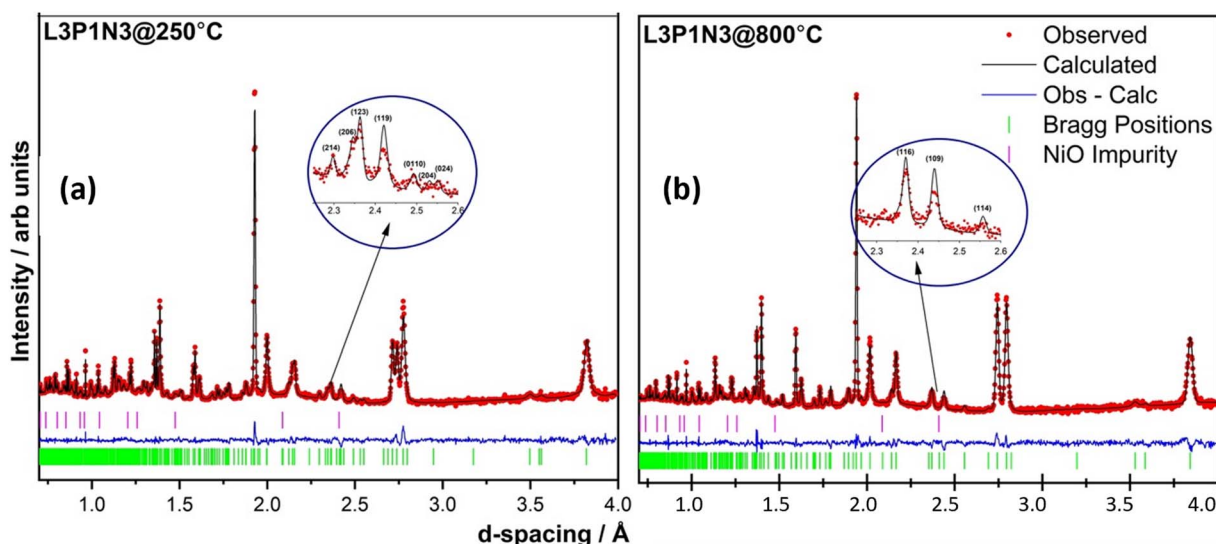 L3P1N3@250°C
L3P1N3@800°C
Observed
Calculated
Obs - Calc
Bragg Positions
NiO Impurity
(a)
(b)
(214)
(206)
(123)
(119)
(0110)
(204)
(024)
2.3 2.4 2.5 2.6
(116)
(109)
(114)
2.3 2.4 2.5 2.6
Intensity / arb units
1.0 1.5 2.0 2.5 3.0 3.5 4.0
1.0 1.5 2.0 2.5 3.0 3.5 4.0
d-spacing / Å